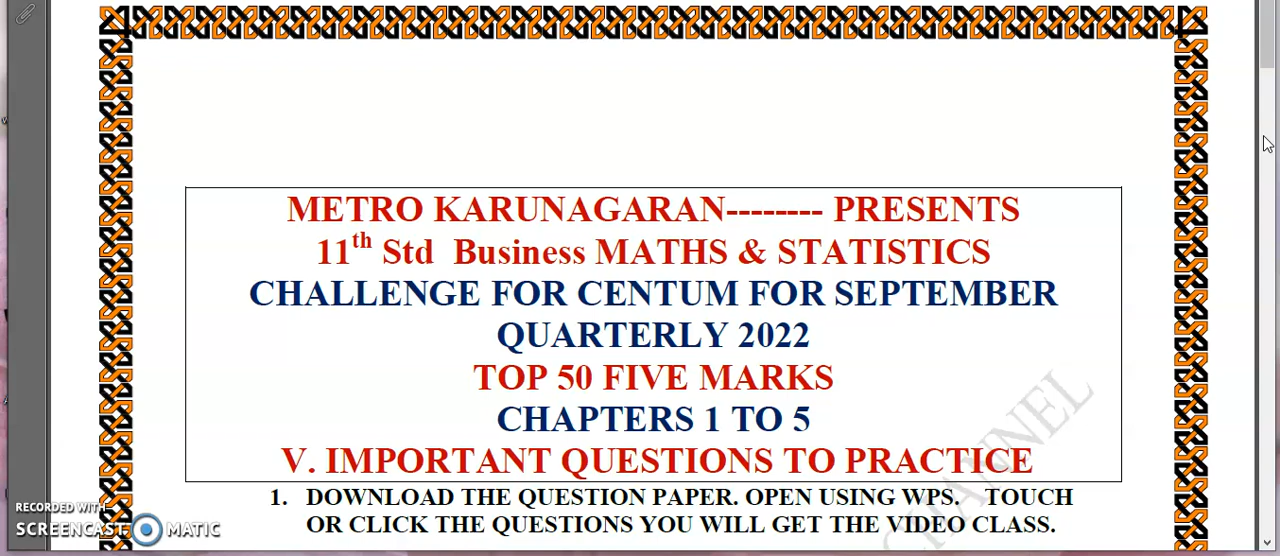 METRO KARUNAGARAN-------- PRESENTS
11th Std Business MATHS & STATISTICS
CHALLENGE FOR CENTUM FOR SEPTEMBER
QUARTERLY 2022
TOP 50 FIVE MARKS
CHAPTERS 1 TO 5
V. IMPORTANT QUESTIONS TO PRACTICE
1. DOWNLOAD THE QUESTION PAPER. OPEN USING WPS. TOUCH
OR CLICK THE QUESTIONS YOU WILL GET THE VIDEO CLASS.
CHANNEL
RECORDED WITH
SCREENCAST MATIC